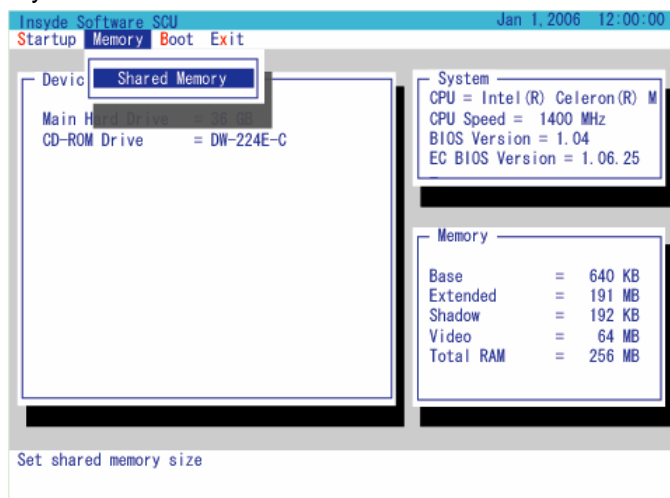 Insyde Software SCU Jan 1,2006 12:00:00
Startup Memory Boot Exit
Shared Memory
Devic
Main Hard Drive = 36 GB
CD-ROM Drive = DW-224E-C
System
CPU = Intel(R) Celeron(R) M
CPU Speed = 1400 MHz
BIOS Version = 1.04
EC BIOS Version = 1.06.25
Memory
Base = 640 KB
Extended = 191 MB
Shadow = 192 KB
Video = 64 MB
Total RAM = 256 MB
Set shared memory size